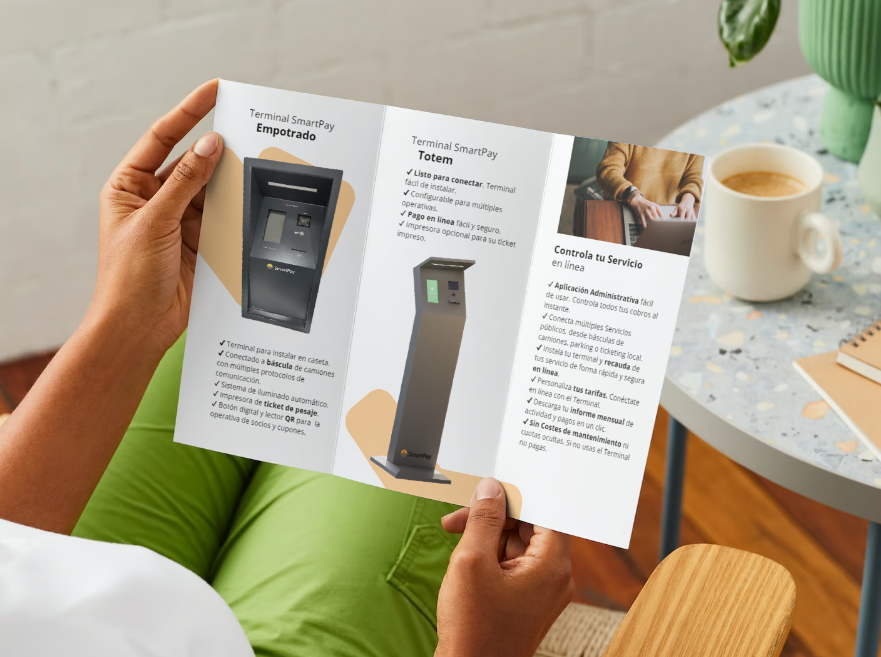 Terminal SmartPay
Empotrado
SmartPay
✔ Terminal para instalar en caseta.
✔ Conectado a báscula de camiones
con múltiples protocolos de
comunicación.
✔ Sistema de iluminado automático.
✔ Impresora de ticket de pesaje.
✔ Botón digital y lector QR para la
operativa de socios y cupones.
Terminal SmartPay
Totem
✔ Listo para conectar. Terminal
fácil de instalar.
✔ Configurable para múltiples
operativas.
✔ Pago en línea fácil y seguro.
✔ Impresora opcional para su ticket
impreso.
SmartPay
Controla tu Servicio
en línea
✔ Aplicación Administrativa fácil
de usar. Controla todos tus cobros al
instante.
✔ Conecta múltiples Servicios
públicos, desde básculas de
camiones, parking o ticketing local.
✔ Instala tu terminal y recauda de
tus servicio de forma rápida y segura
en línea.
✔ Personaliza tus tarifas. Conéctate
en línea con el Terminal.
✔ Descarga tu informe mensual de
actividad y pagos en un clic.
✔ Sin Costes de mantenimiento ni
cuotas ocultas. Si no usas el Terminal
no pagas.